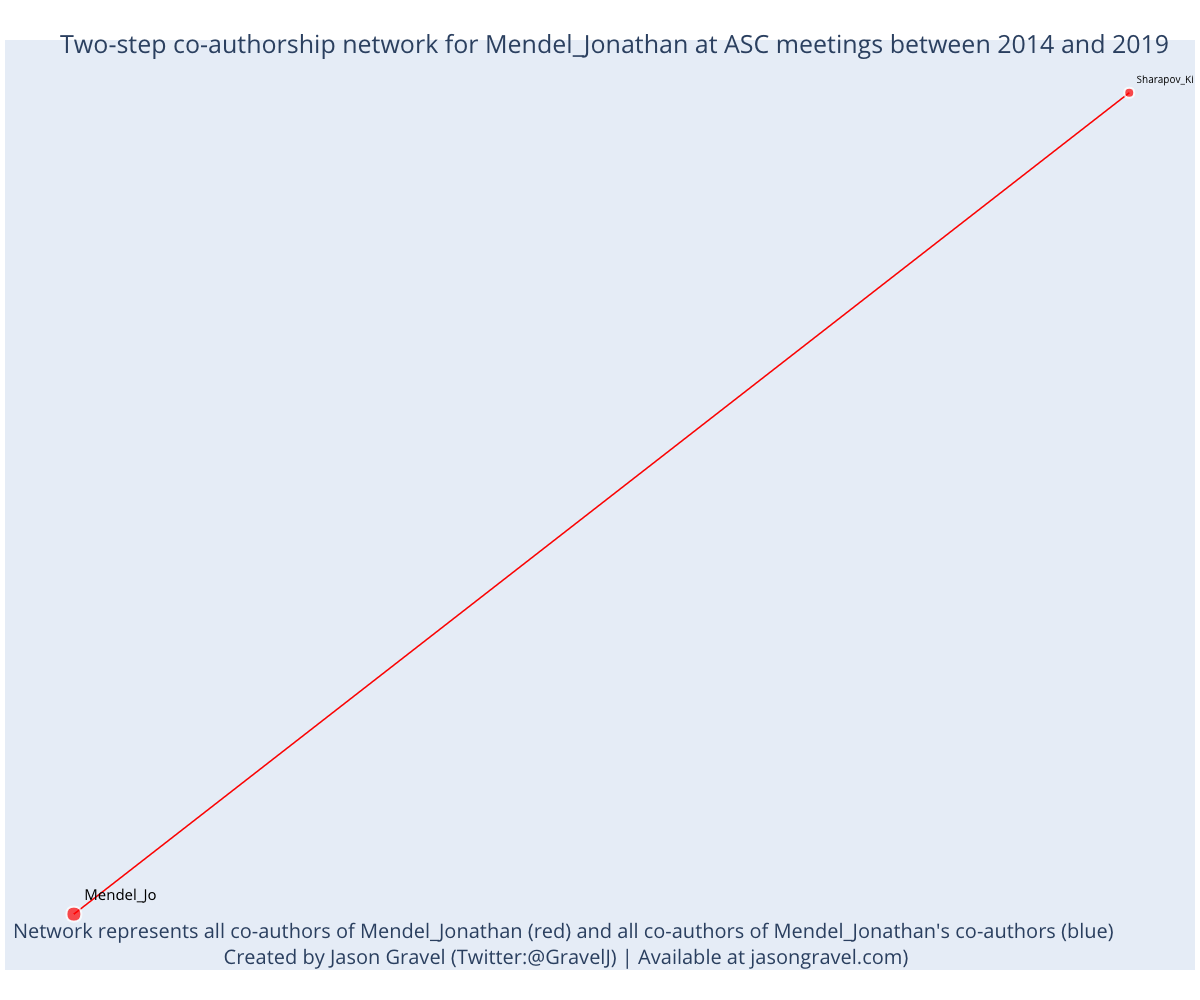 Two-step co-authorship network for Mendel_Jonathan at ASC meetings between 2014 and 2019
Sharapov_Ki
Mendel_Jo
Network represents all co-authors of Mendel_Jonathan (red) and all co-authors of Mendel_Jonathan's co-authors (blue)
Created by Jason Gravel (Twitter:@GravelJ) | Available at jasongravel.com)